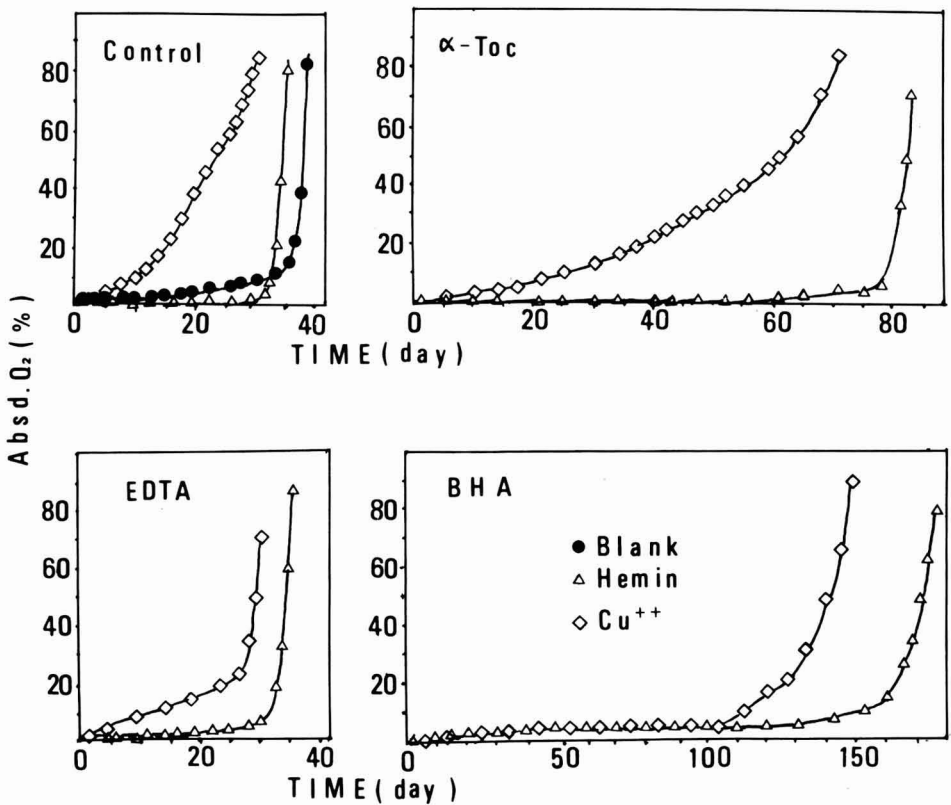 Control
80
60
40
20
0 20 40
α-Toc
80
60
40
20
0 20 40 60 80
TIME (day)
Absd. O₂ (%)
EDTA
80
60
40
20
0 20 40
BHA
80
60
40
20
0 50 100 150
● Blank
△ Hemin
◇ Cu⁺⁺
TIME (day)